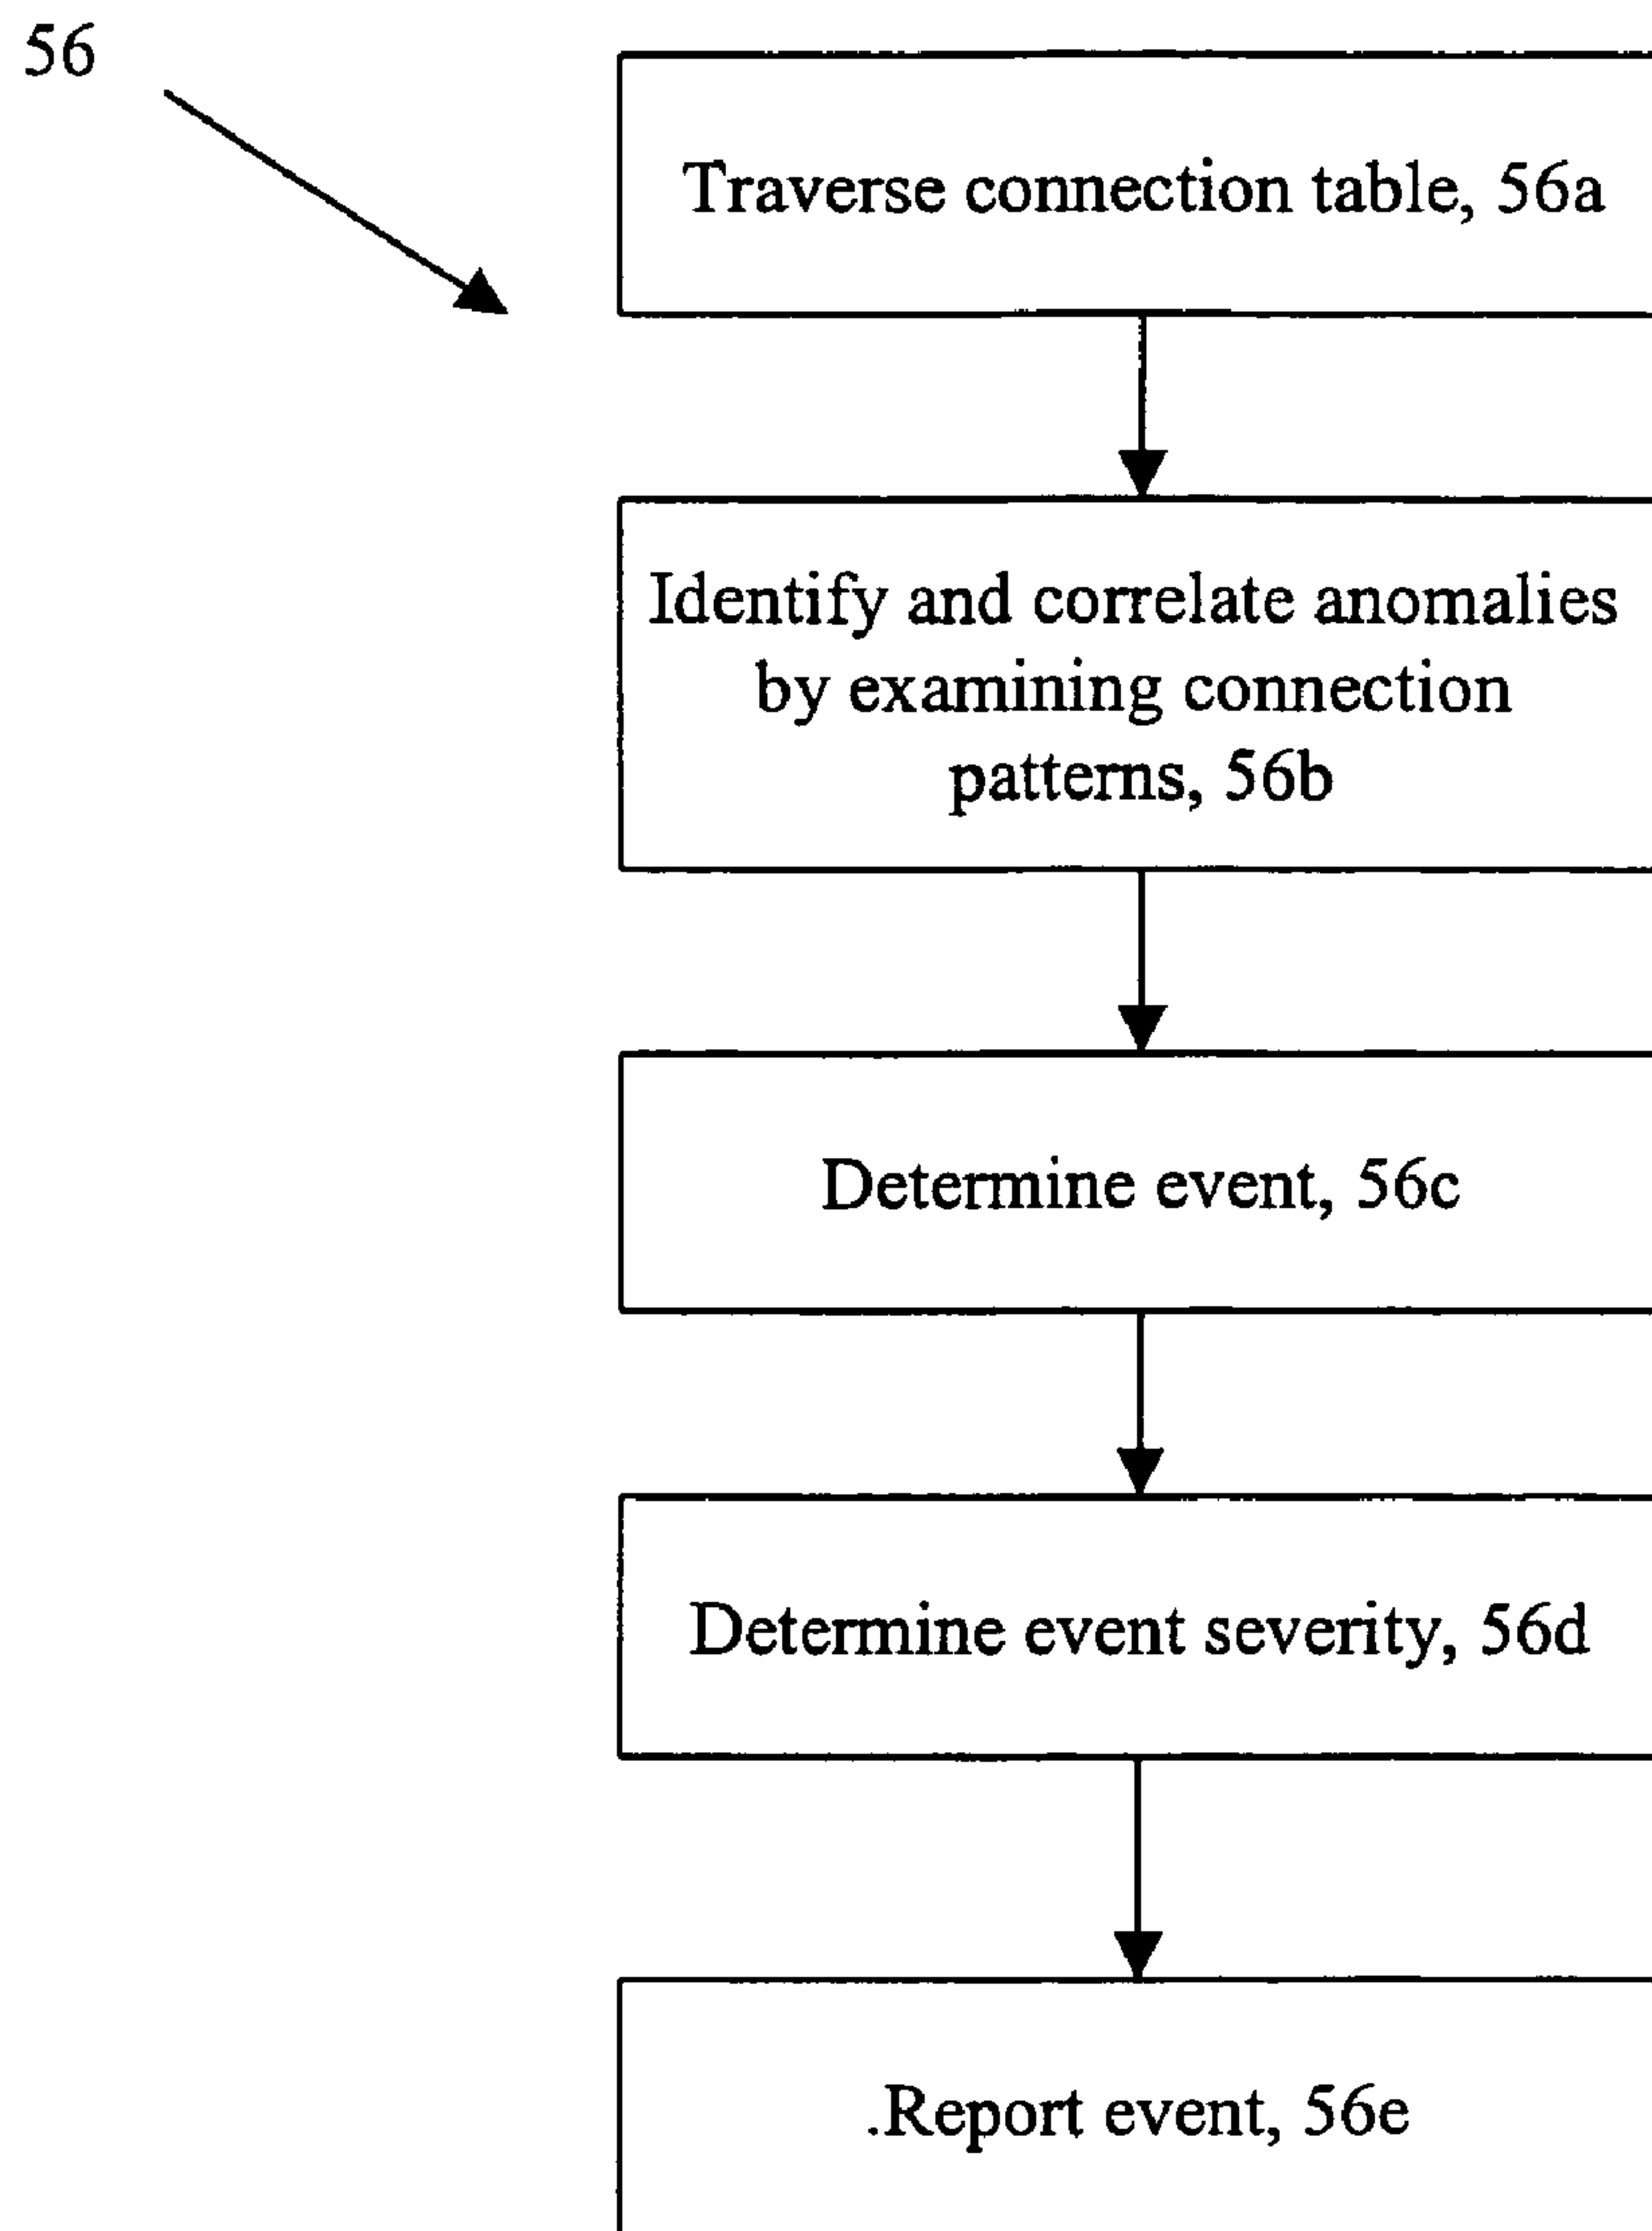 56
Traverse connection table, 56a
Identify and correlate anomalies
by examining connection
patterns, 56b
Determine event, 56c
Determine event severity, 56d
.Report event, 56e